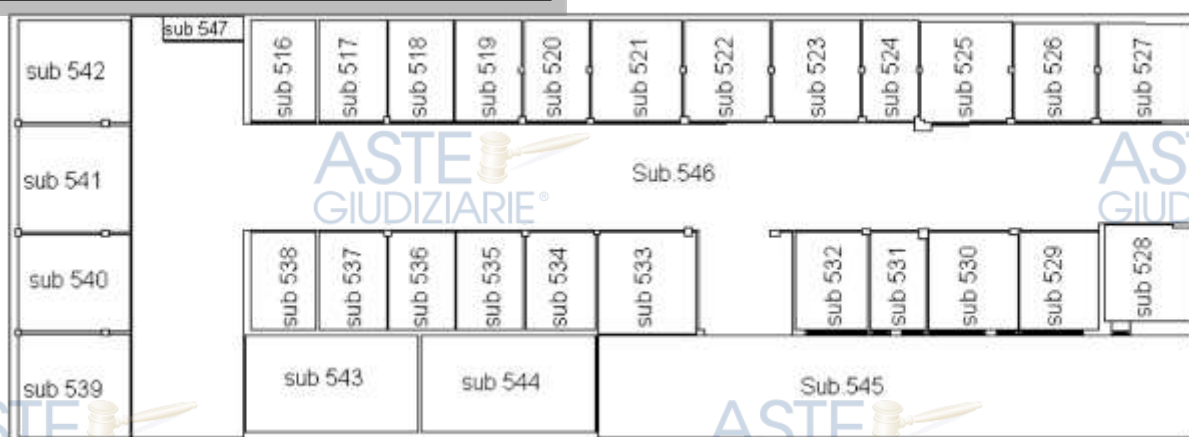 sub 547
sub 542
sub 516
sub 517
sub 518
sub 519
sub 520
sub 521
sub 522
sub 523
sub 524
sub 525
sub 526
sub 527
ASTE
GIUDIZIARIE®
AS
GIUD
Sub.546
sub 541
sub 540
sub 538
sub 537
sub 536
sub 535
sub 534
sub 533
sub 532
sub 531
sub 530
sub 529
sub 528
sub 539
sub 543
sub 544
Sub.545
STE
ASTE